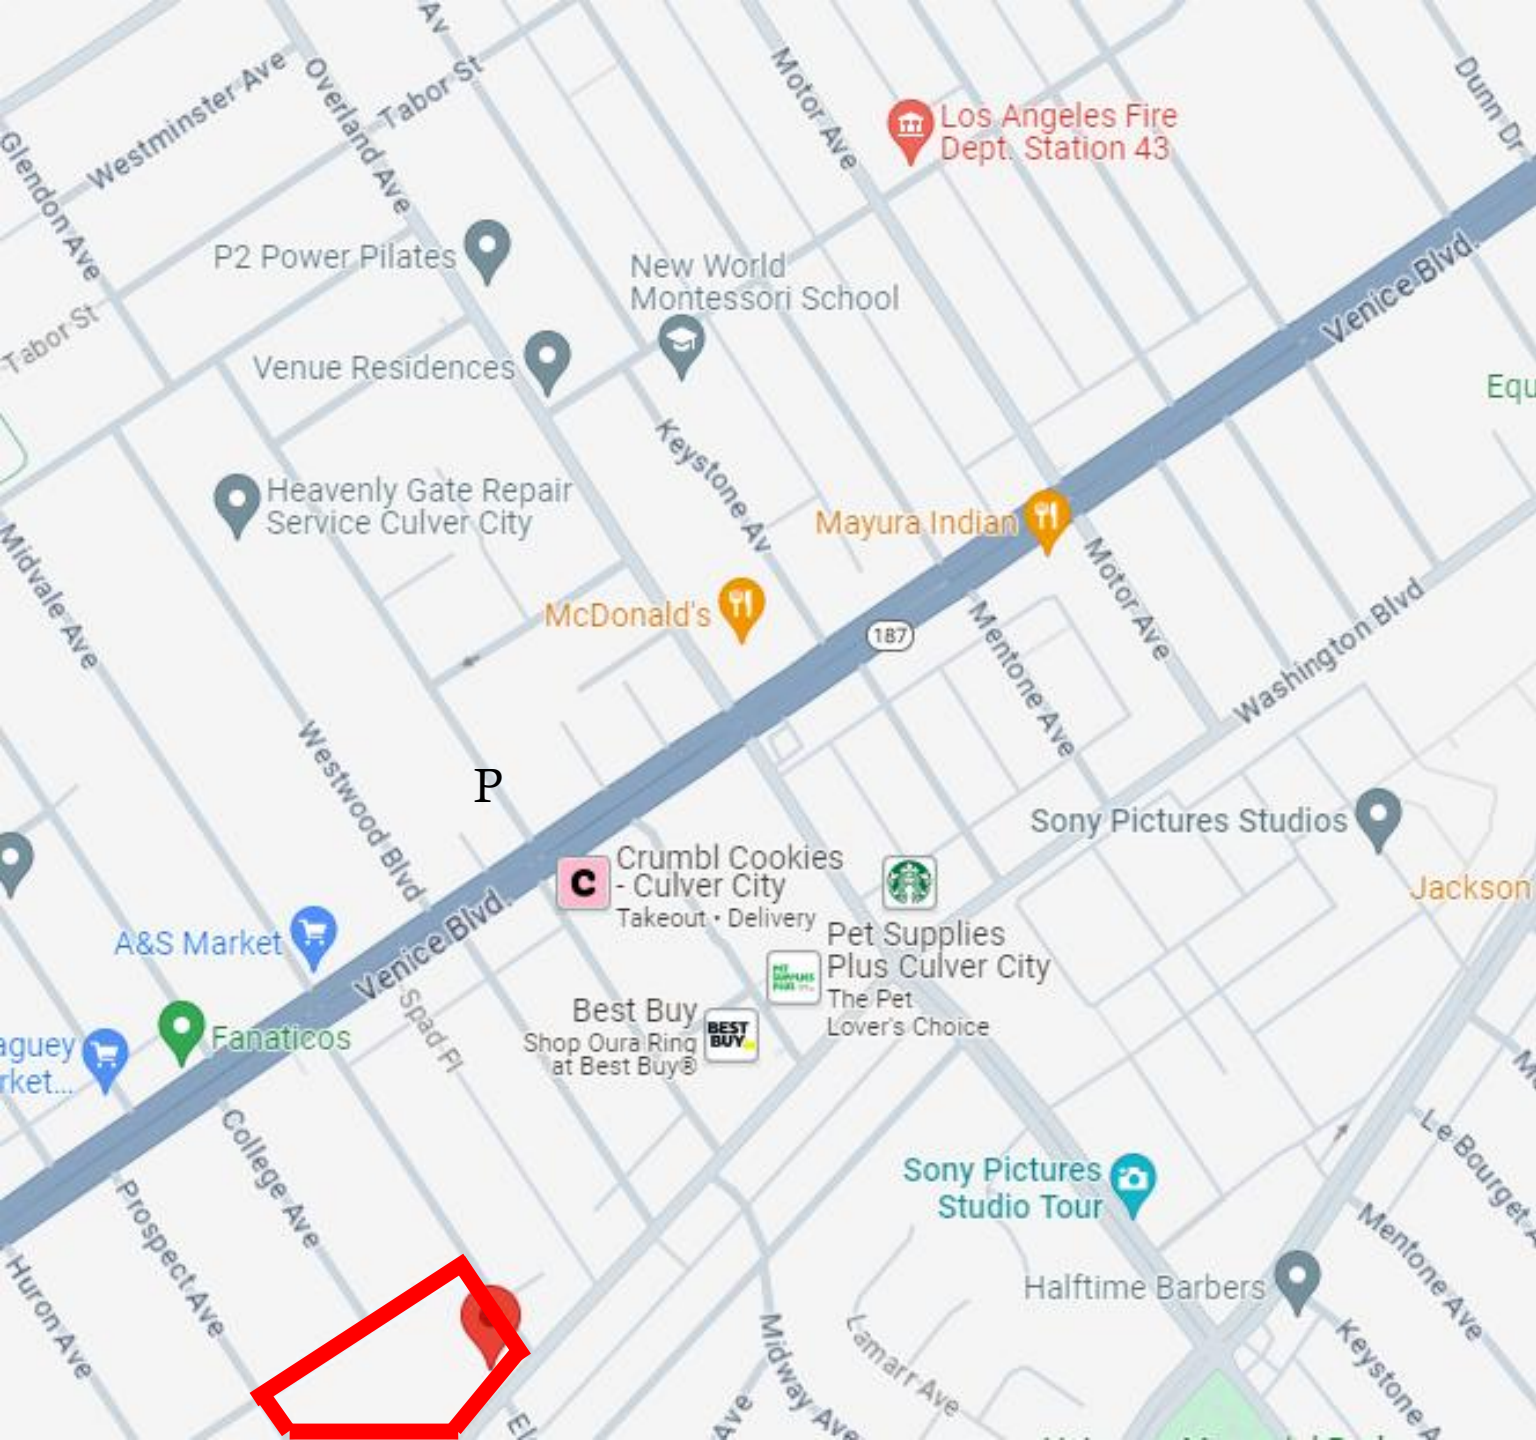 Av
Westminster Ave
Overland Ave
Tabor St
Motor Ave
Dunn Dr
Los Angeles Fire
Dept. Station 43
Glendon Ave
P2 Power Pilates
New World
Montessori School
Venice Blvd.
Tabor St
Venue Residences
Equ
Keystone Av
Heavenly Gate Repair
Service Culver City
Mayura Indian
Midvale Ave
Motor Ave
McDonald's
187
Mentone Ave
Washington Blvd
Westwood Blvd
P
Sony Pictures Studios
Crumbl Cookies
- Culver City
Takeout • Delivery
Jackson
A&S Market
Venice Blvd.
Pet Supplies
Plus Culver City
The Pet
Lover's Choice
PET
SUPPLIES
PLUS
Spad Pl
Best Buy
Shop Oura Ring
at Best Buy®
BEST
BUY
Fanaticos
aguey
rket...
College Ave
Prospect Ave
Huron Ave
Sony Pictures
Studio Tour
Le Bourget A
Mentone Ave
Halftime Barbers
Keystone A
Lamarr Ave
Midway Ave
Ave